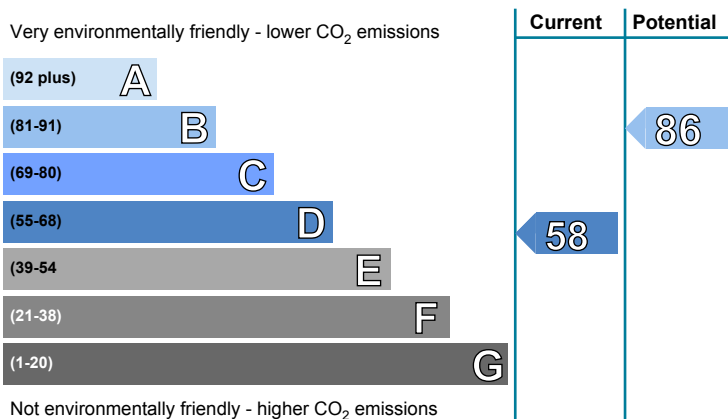 Current Potential
Very environmentally friendly - lower CO2 emissions
(92 plus) A
(81-91) B
86
(69-80) C
(55-68) D
58
(39-54 E
(21-38) F
(1-20) G
Not environmentally friendly - higher CO2 emissions